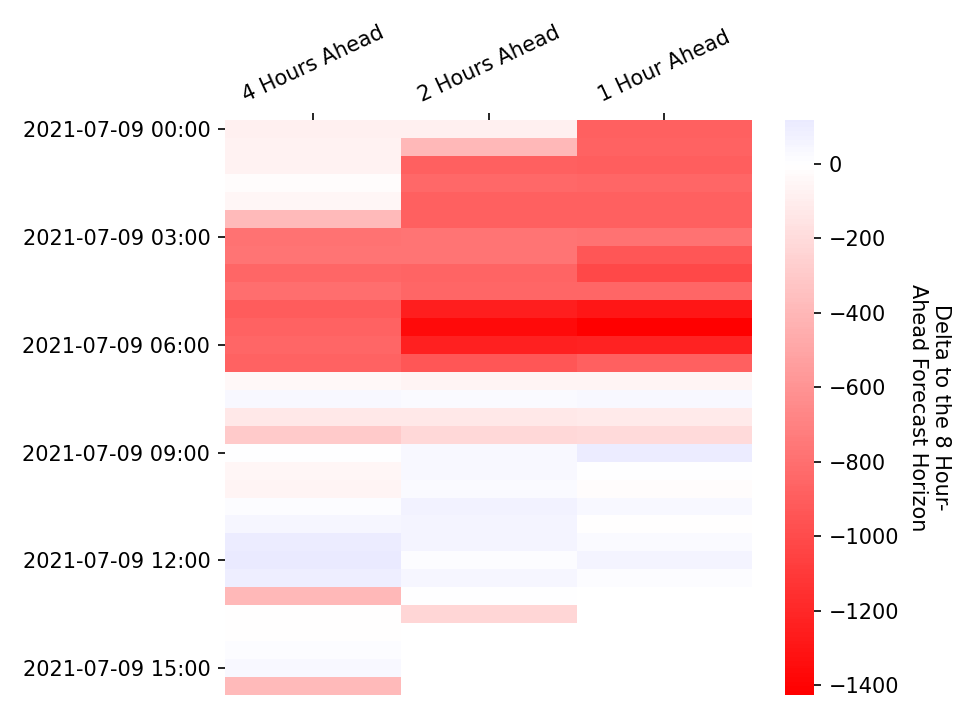 4 Hours Ahead
2 Hours Ahead
1 Hour Ahead
2021-07-09 00:00
2021-07-09 03:00
2021-07-09 06:00
2021-07-09 09:00
2021-07-09 12:00
2021-07-09 15:00
0
−200
−400
−600
−800
−1000
−1200
−1400
Delta to the 8 Hour-
Ahead Forecast Horizon